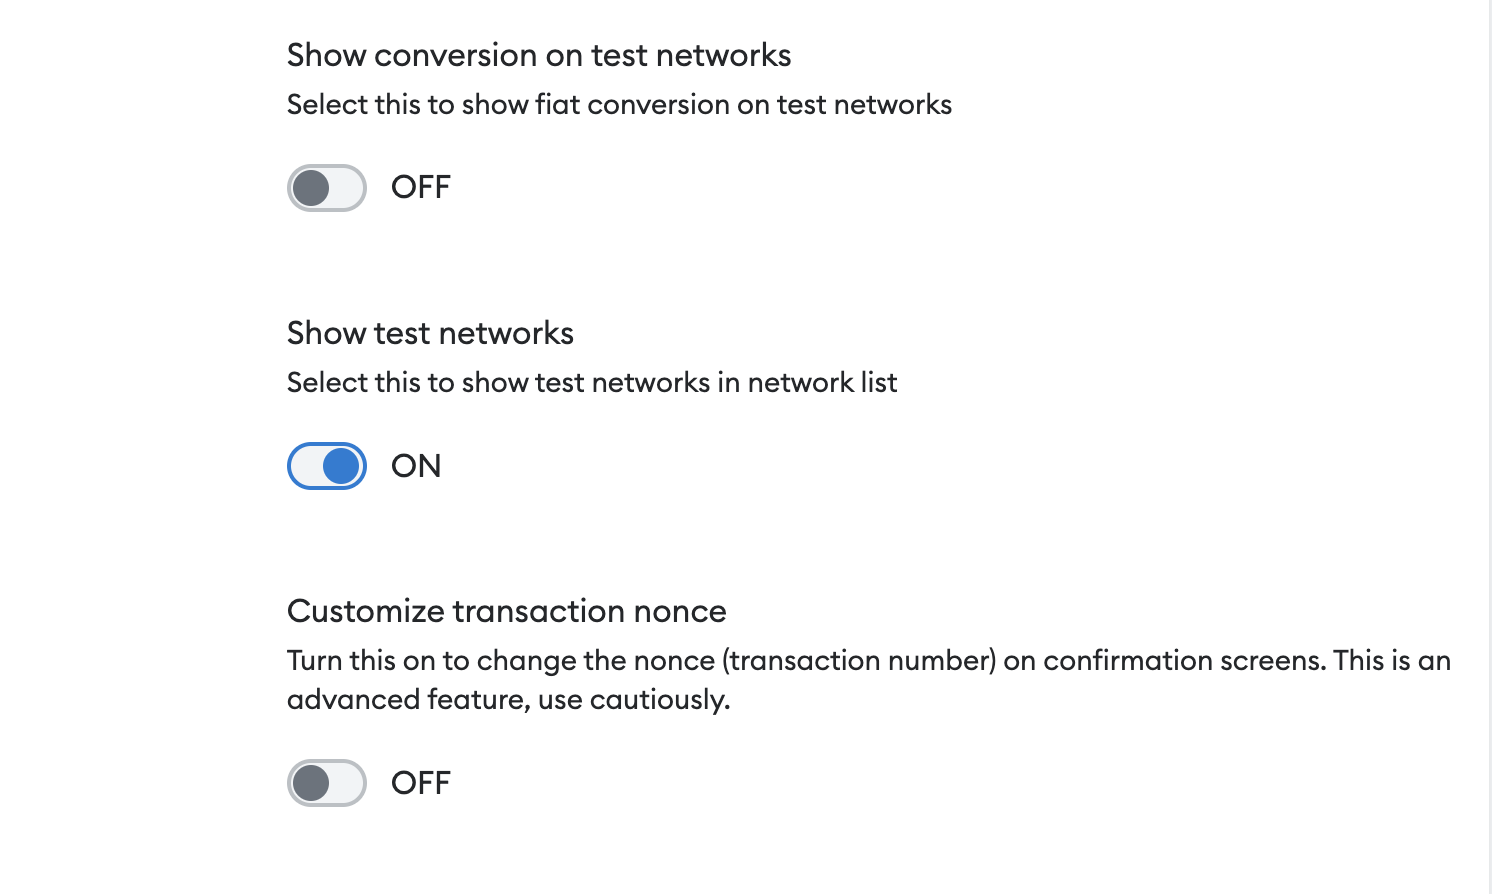 Show conversion on test networks
Select this to show fiat conversion on test networks
OFF
Show test networks
Select this to show test networks in network list
ON
Customize transaction nonce
Turn this on to change the nonce (transaction number) on confirmation screens. This is an
advanced feature, use cautiously.
OFF